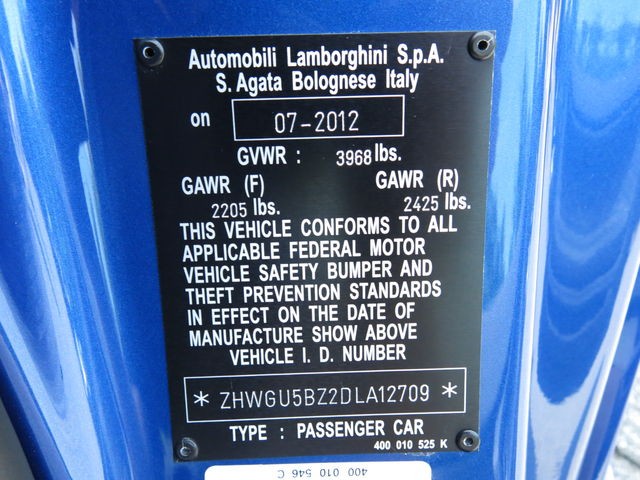 Automobili Lamborghini S.p.A.
S. Agata Bolognese Italy
on 07-2012
GVWR : 3968 lbs.
GAWR (F) GAWR (R)
2205 lbs. 2425 lbs.
THIS VEHICLE CONFORMS TO ALL
APPLICABLE FEDERAL MOTOR
VEHICLE SAFETY BUMPER AND
THEFT PREVENTION STANDARDS
IN EFFECT ON THE DATE OF
MANUFACTURE SHOW ABOVE
VEHICLE I. D. NUMBER
* ZHWGU5BZ2DLA12709 *
TYPE : PASSENGER CAR
400 010 525 K
400 010 546 C